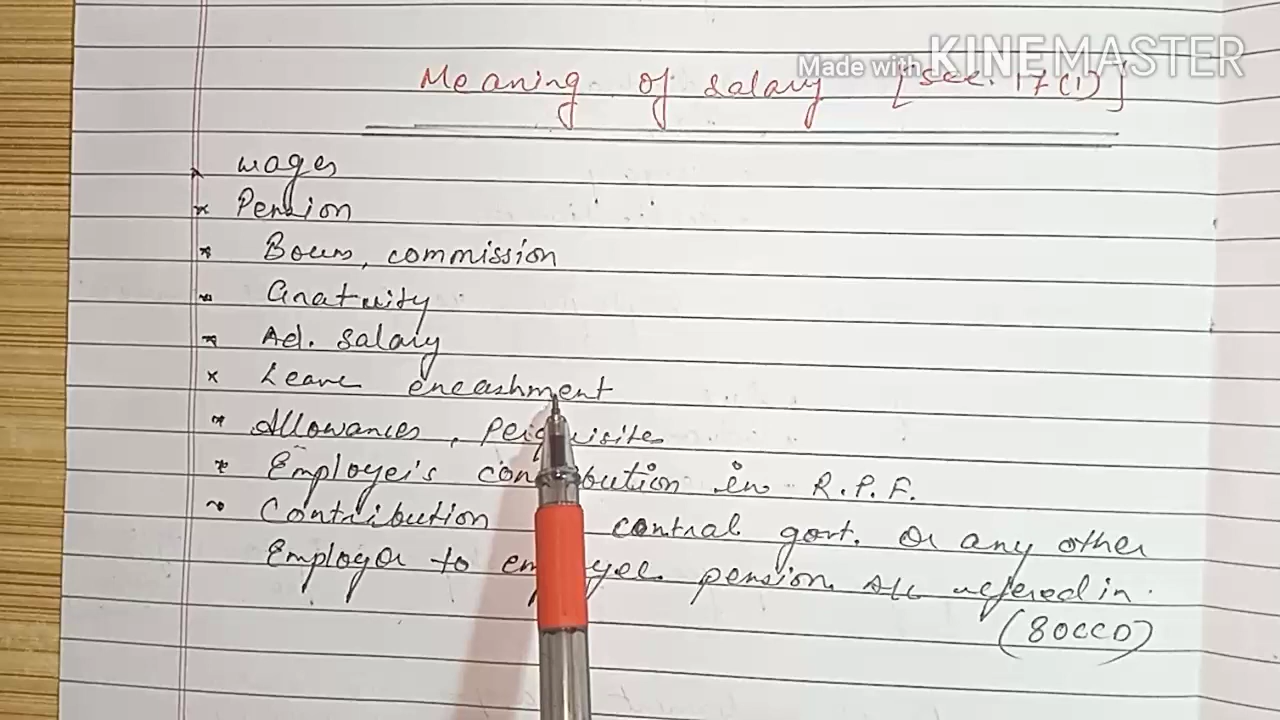 Made with KINEMASTER
Meaning of salary [sec. 17(1)]
wages
Pension
Bouns, commission
Gratuity
Ad. salary
Leave encashment
Allowances, Perquisites
Employer's contribution in R.P.F.
Contribution central govt. or any other
Employer to employee pension A/c referred in
(80CCD)